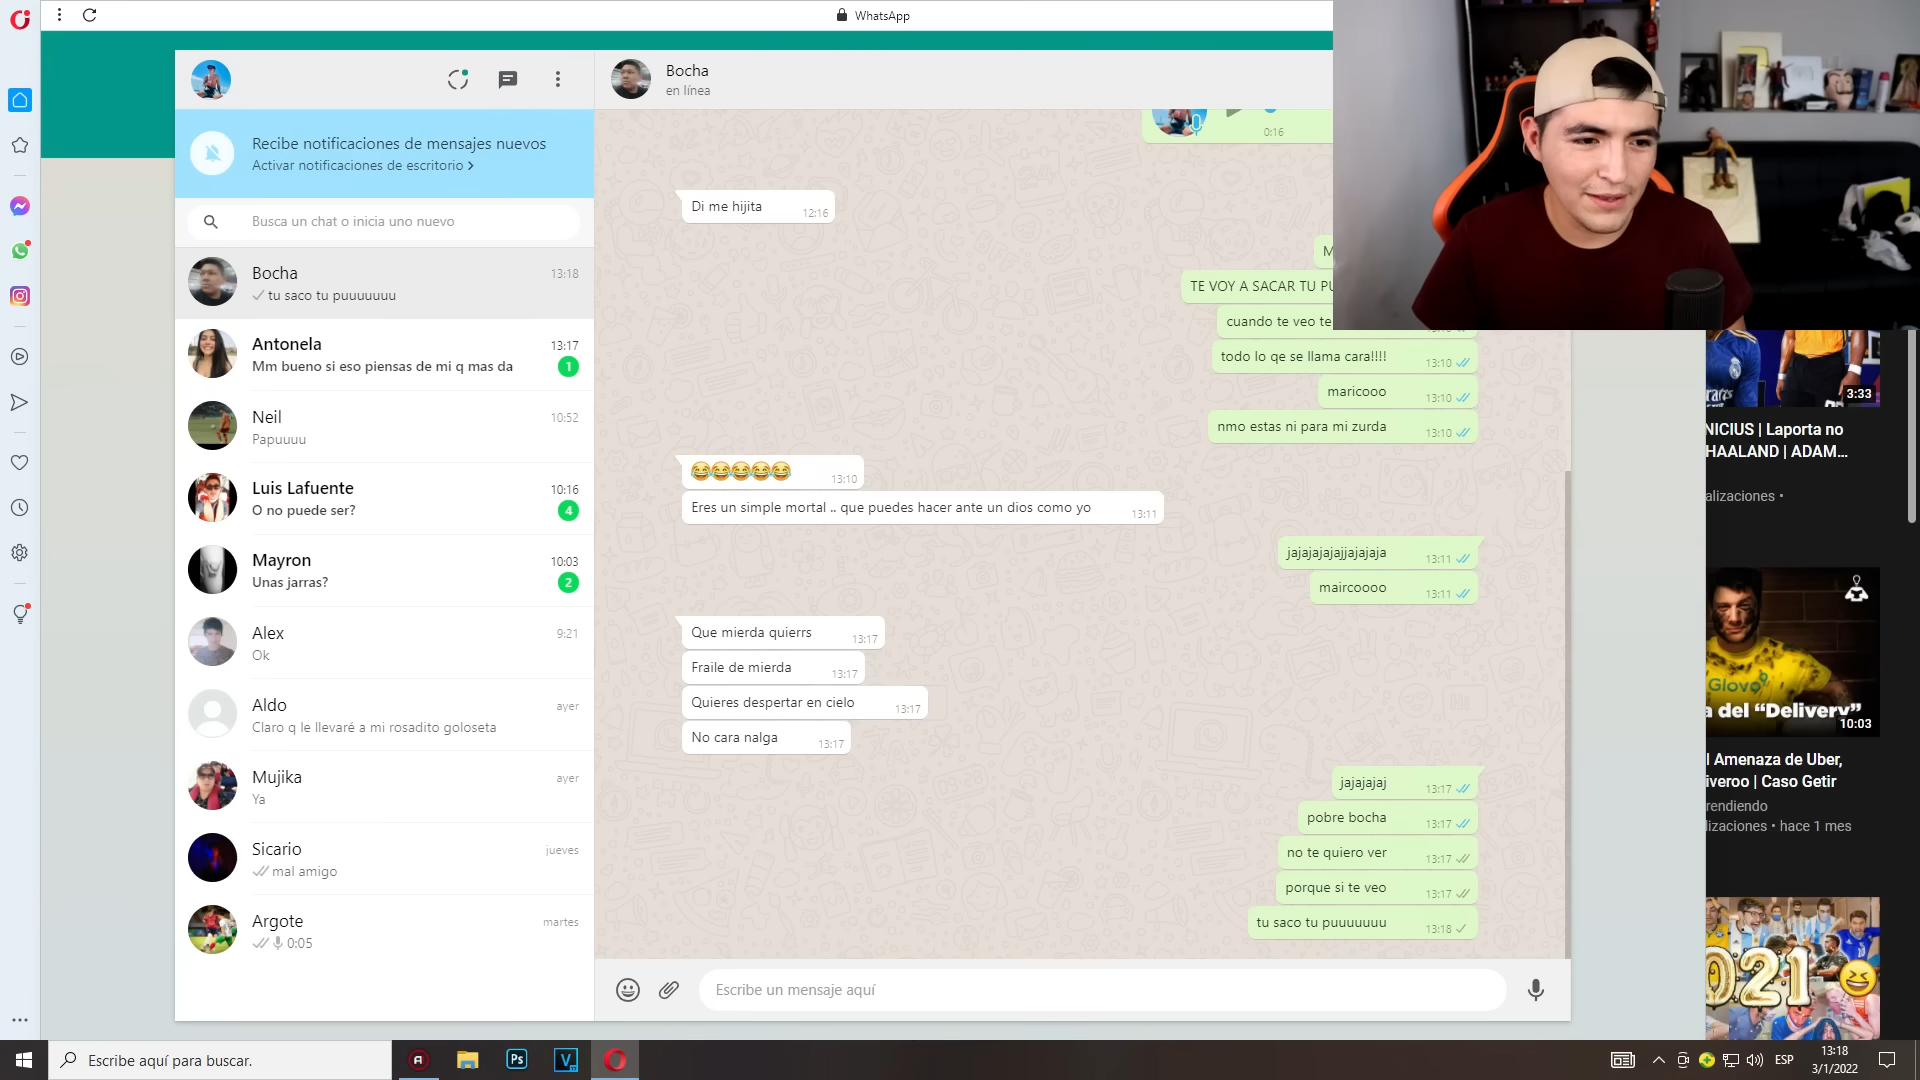 WhatsApp
Recibe notificaciones de mensajes nuevos
Activar notificaciones de escritorio >
Busca un chat o inicia uno nuevo
Bocha
13:18
tu saco tu puuuuuuu
Antonela
13:17
Mm bueno si eso piensas de mi q mas da
1
Neil
10:52
Papuuuu
Luis Lafuente
10:16
O no puede ser?
4
Mayron
10:03
Unas jarras?
2
Alex
9:21
Ok
Aldo
ayer
Claro q le llevaré a mi rosadito goloseta
Mujika
ayer
Ya
Sicario
jueves
mal amigo
Argote
martes
0:05
Bocha
en línea
0:16
Di me hijita
12:16
M
TE VOY A SACAR TU PU
cuando te veo te
todo lo qe se llama cara!!!!
13:10
maricooo
13:10
nmo estas ni para mi zurda
13:10
😂😂😂😂😂
13:10
Eres un simple mortal .. que puedes hacer ante un dios como yo
13:11
jajajajajajjajajaja
13:11
maircoooo
13:11
Que mierda quierrs
13:17
Fraile de mierda
13:17
Quieres despertar en cielo
13:17
No cara nalga
13:17
jajajajaj
13:17
pobre bocha
13:17
no te quiero ver
13:17
porque si te veo
13:17
tu saco tu puuuuuuu
13:18
Escribe un mensaje aquí
3:33
NICIUS | Laporta no
HAALAND | ADAM...
alizaciones •
Glovo
a del “Delivery”
10:03
l Amenaza de Uber,
iveroo | Caso Getir
rendiendo
lizaciones • hace 1 mes
021
Escribe aquí para buscar.
Ps
V
ESP
13:18
3/1/2022